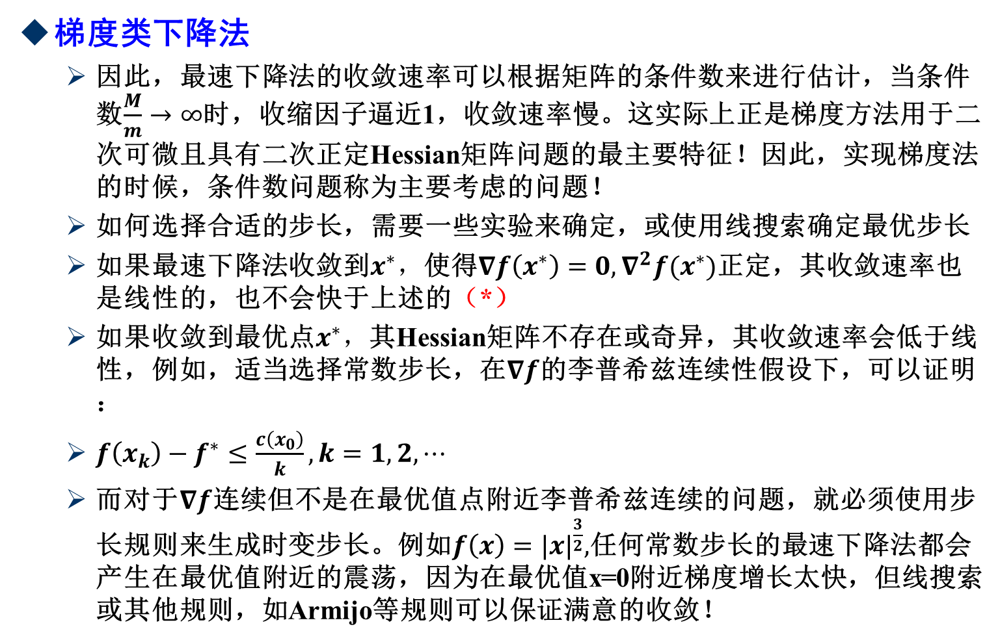 ◆梯度类下降法
➢ 因此，最速下降法的收敛速率可以根据矩阵的条件数来进行估计，当条件
数M/m → ∞时，收缩因子逼近1，收敛速率慢。这实际上正是梯度方法用于二
次可微且具有二次正定Hessian矩阵问题的最主要特征！因此，实现梯度法
的时候，条件数问题称为主要考虑的问题！
➢ 如何选择合适的步长，需要一些实验来确定，或使用线搜索确定最优步长
➢ 如果最速下降法收敛到x*，使得∇f(x*) = 0, ∇²f(x*)正定，其收敛速率也
是线性的，也不会快于上述的（*）
➢ 如果收敛到最优点x*，其Hessian矩阵不存在或奇异，其收敛速率会低于线
性，例如，适当选择常数步长，在∇f的李普希兹连续性假设下，可以证明
：
➢ f(x_k) − f* ≤ c(x_0)/k, k = 1, 2, ⋯
➢ 而对于∇f连续但不是在最优值点附近李普希兹连续的问题，就必须使用步
长规则来生成时变步长。例如f(x) = |x|^(3/2),任何常数步长的最速下降法都会
产生在最优值附近的震荡，因为在最优值x=0附近梯度增长太快，但线搜索
或其他规则，如Armijo等规则可以保证满意的收敛！